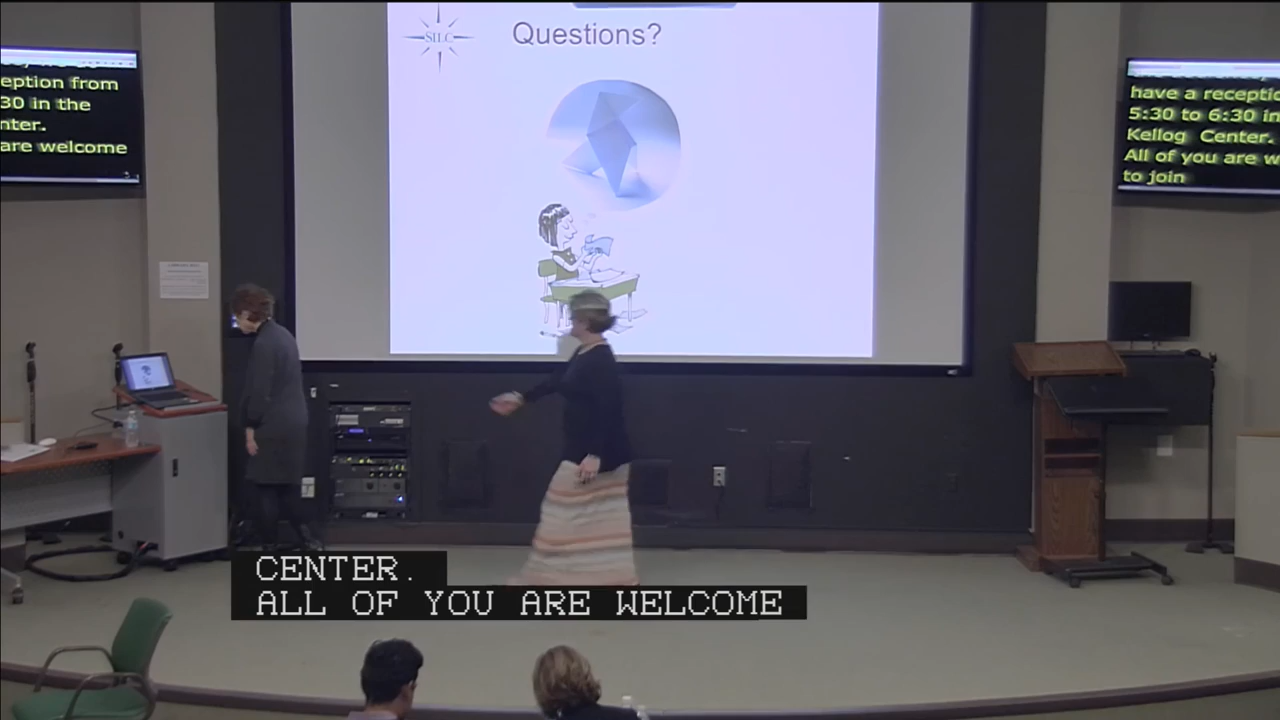 eption from
30 in the
nter.
are welcome
SILC
Questions?
have a receptio
5:30 to 6:30 in
Kellog Center.
All of you are w
to join
CENTER.
ALL OF YOU ARE WELCOME